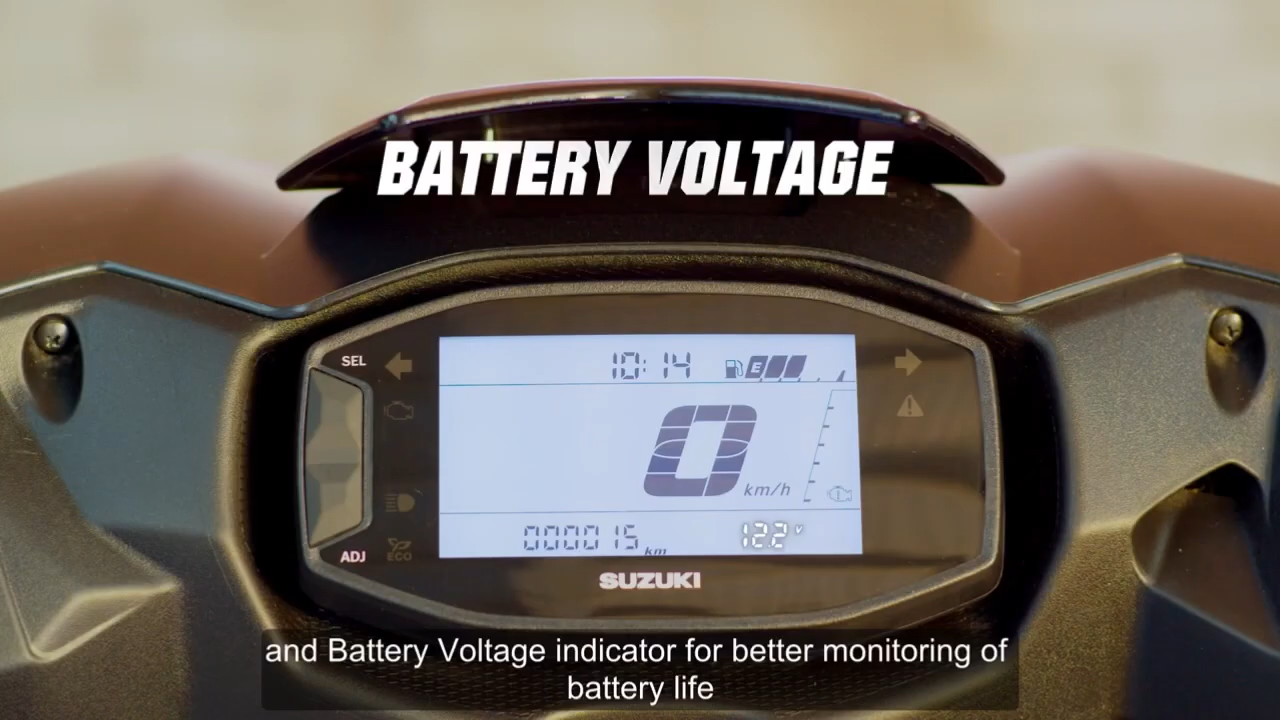 BATTERY VOLTAGE
SEL
10:14
E
0
km/h
000015 km
12.2 V
ADJ
ECO
SUZUKI
and Battery Voltage indicator for better monitoring of
battery life